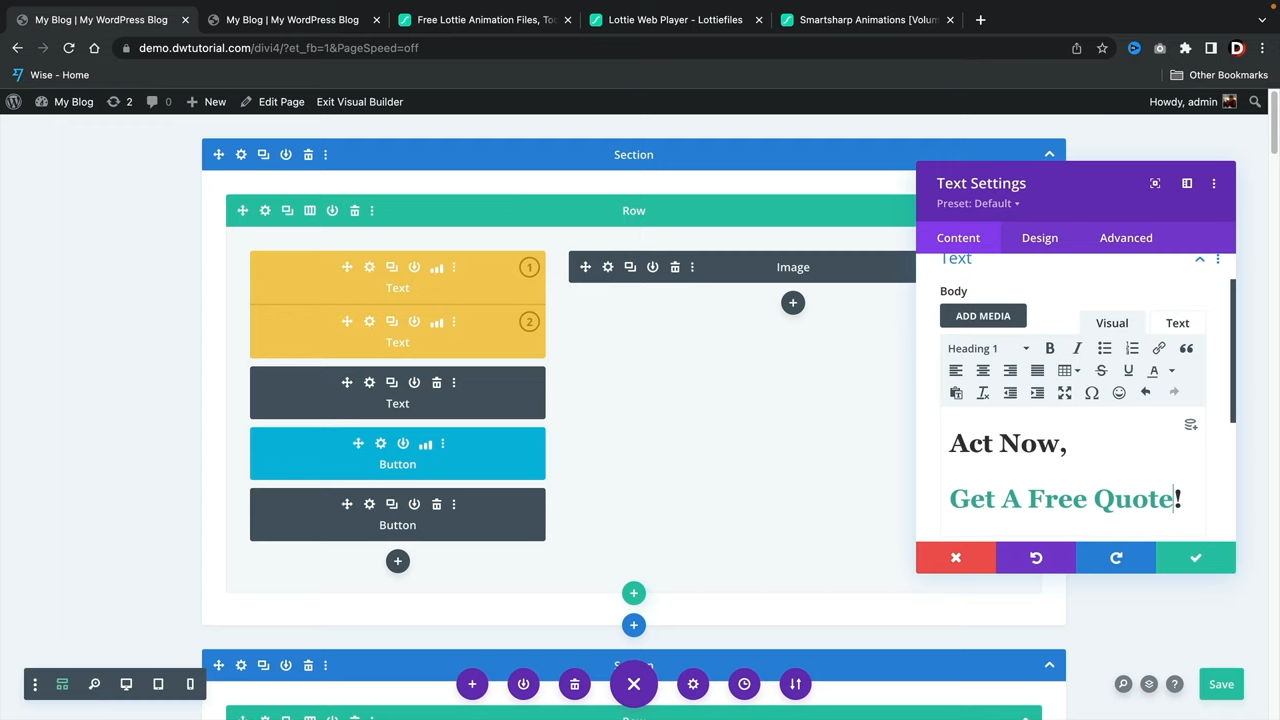 My Blog | My WordPress Blog
My Blog | My WordPress Blog
Free Lottie Animation Files, Too
Lottie Web Player - Lottiefiles
Smartsharp Animations [Volum
demo.dwtutorial.com/divi4/?et_fb=1&PageSpeed=off
D
Wise - Home
Other Bookmarks
My Blog
2
0
New
Edit Page
Exit Visual Builder
Howdy, admin
Section
Text Settings
Preset: Default
Row
Content
Design
Advanced
Text
1
Text
Image
Body
ADD MEDIA
Visual
Text
2
Text
Heading 1
Text
Act Now,
Button
Get A Free Quote!
Button
Row
Save